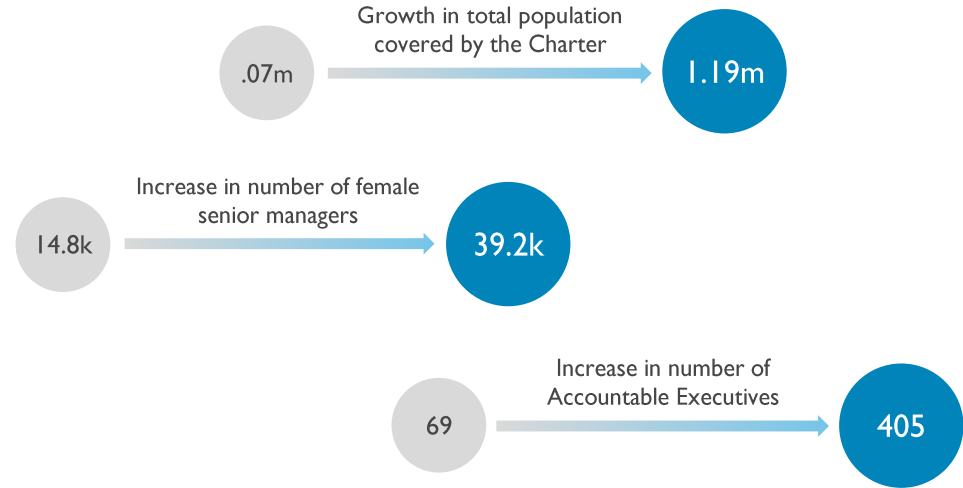 Growth in total population
covered by the Charter
.07m
1.19m
Increase in number of female
senior managers
14.8k
39.2k
Increase in number of
Accountable Executives
69
405